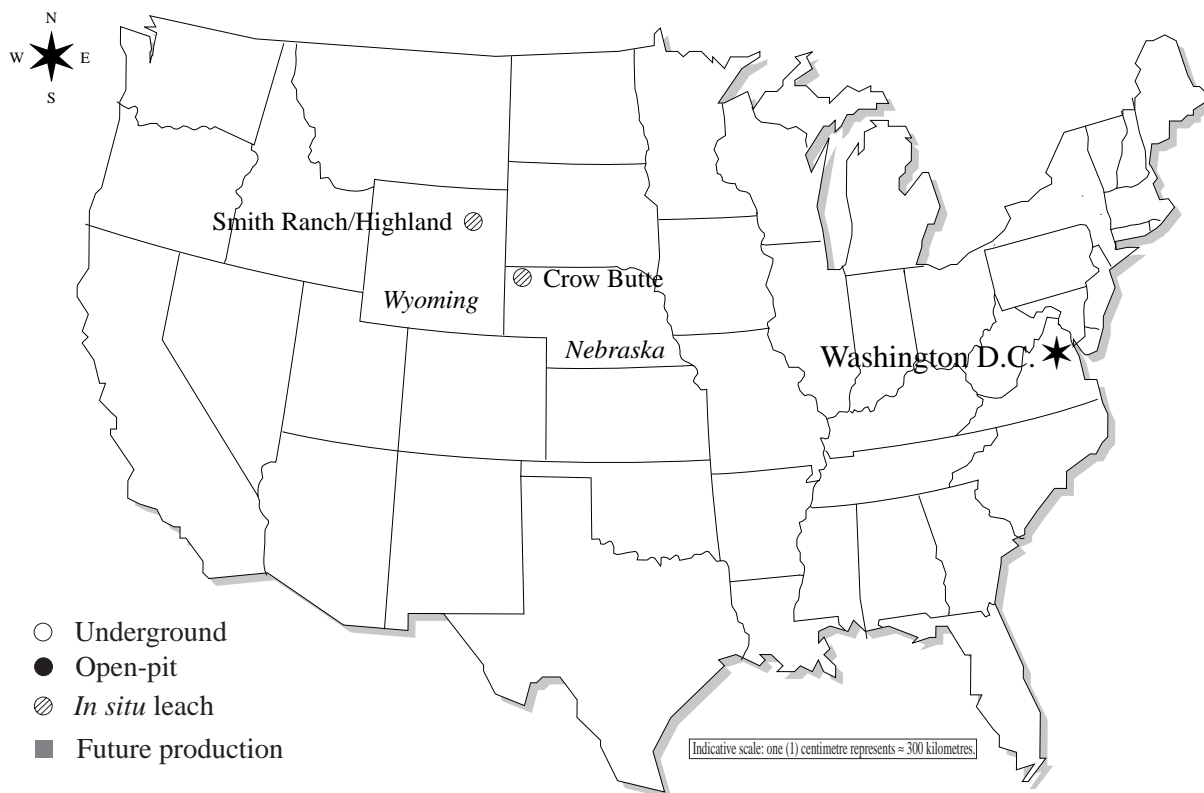 N
W E
S
Smith Ranch/Highland
Crow Butte
Wyoming
Nebraska
Washington D.C.
Underground
Open-pit
In situ leach
Future production
Indicative scale: one (1) centimetre represents ≈ 300 kilometres.